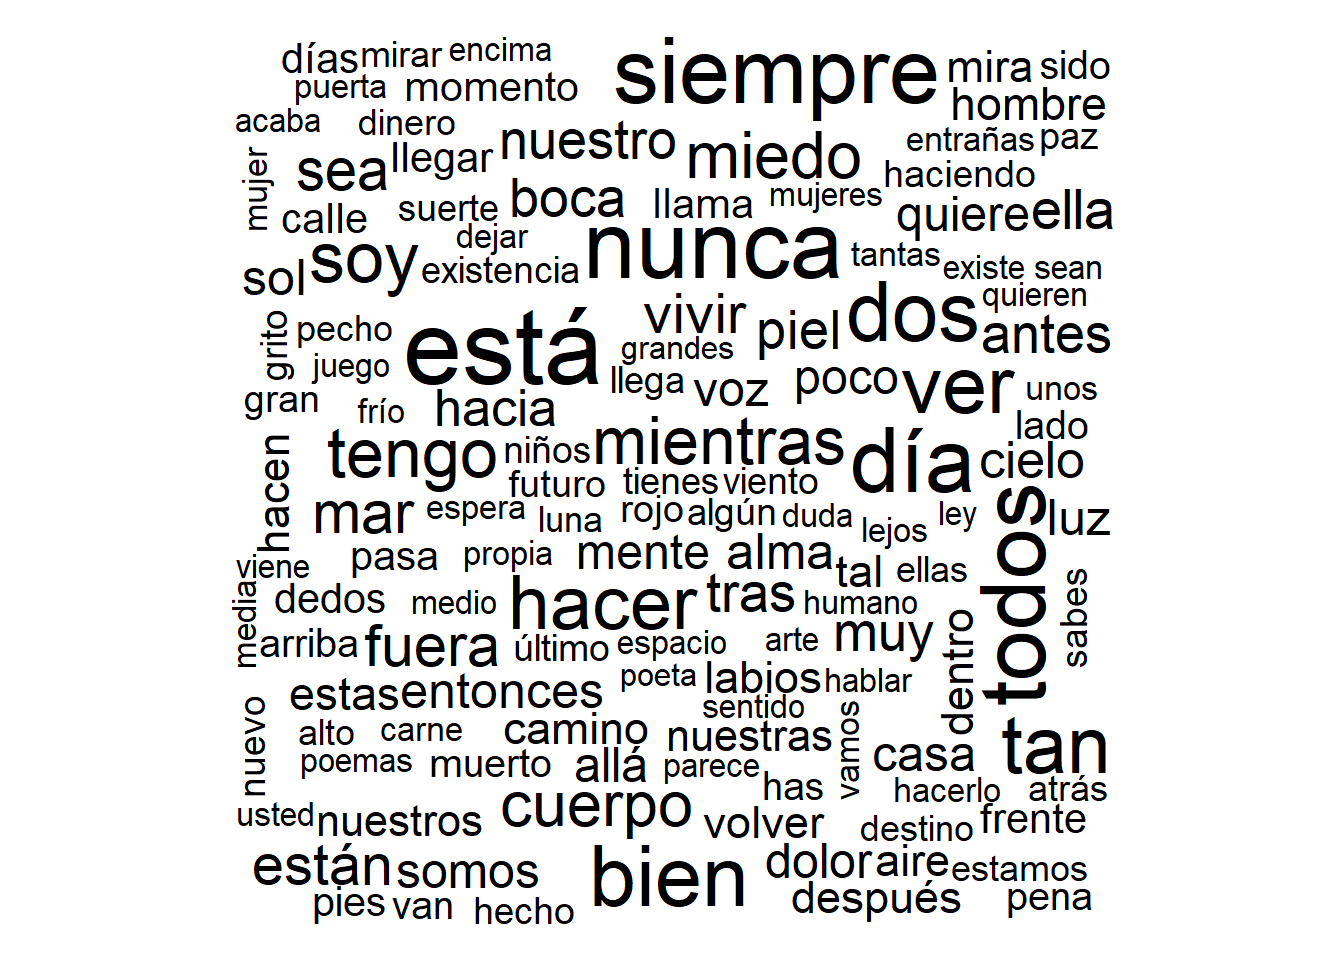 días mirar encima siempre mira sido
puerta momento hombre
acaba dinero nuestro miedo entrañas paz
mujer sea llegar haciendo
calle suerte boca llama mujeres quiere ella
dejar nunca
sol soy existencia tantas existe sean
quieren
grito pecho está vivir piel dos antes
juego grandes
gran frío hacia llega voz poco ver unos
lado
hacen tengo niños mientras día cielo
futuro tienes viento
mar espera luna rojo algún duda lejos ley luz
todos
viene pasa propia mente alma tal ellas
media dedos medio hacer tras humano sabes
arriba fuera último espacio arte muy dentro
estas entonces poeta labios hablar
sentido
nuevo alto carne camino nuestras vamos casa tan
poemas muerto allá parece
has hacerlo atrás
usted nuestros cuerpo volver destino frente
están somos bien dolor aire estamos
pies van hecho después pena